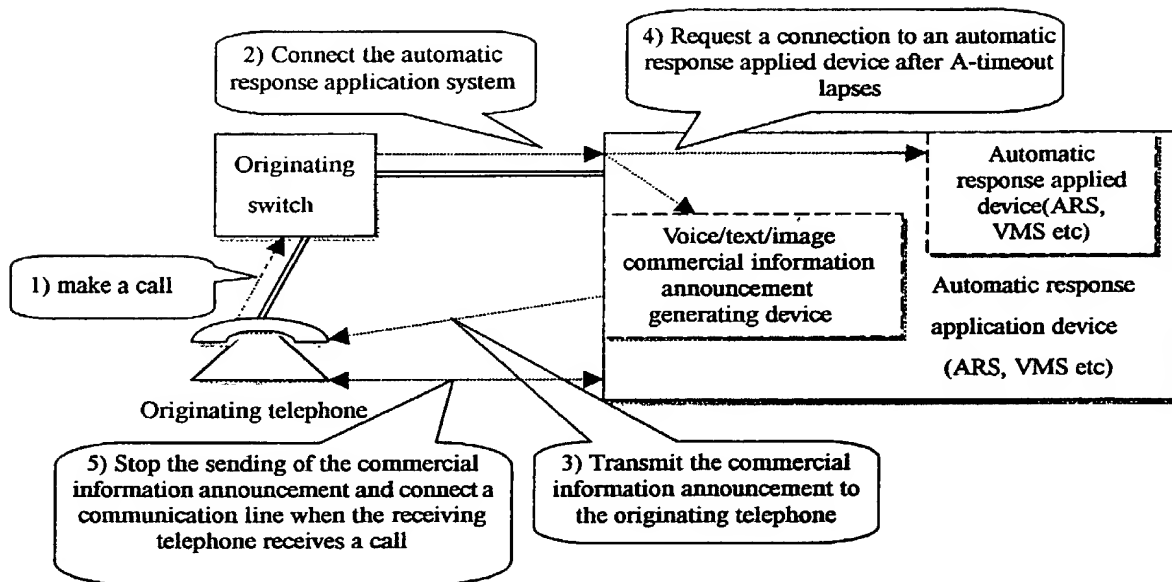 2) Connect the automatic
response application system
4) Request a connection to an automatic
response applied device after A-timeout
lapses
Originating
switch
Automatic
response applied
device(ARS,
VMS etc)
Voice/text/image
commercial information
announcement
generating device
1) make a call
Automatic response
application device
(ARS, VMS etc)
Originating telephone
5) Stop the sending of the commercial
information announcement and connect a
communication line when the receiving
telephone receives a call
3) Transmit the commercial
information announcement to
the originating telephone